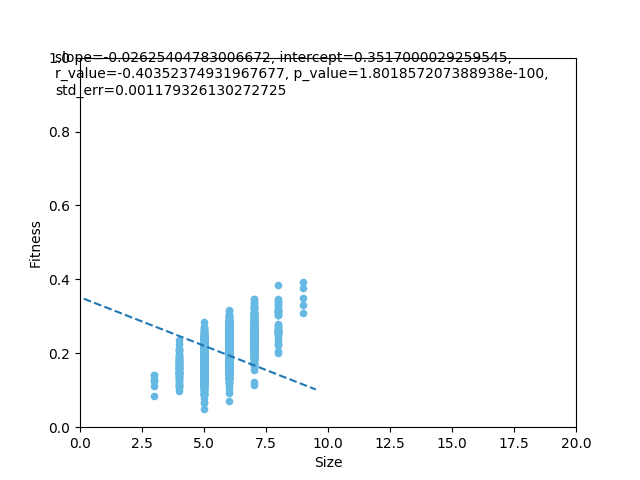 slope=-0.02625404783006672, intercept=0.3517000029259545,
r_value=-0.40352374931967677, p_value=1.801857207388938e-100,
std_err=0.001179326130272725
1.0
0.8
0.6
0.4
0.2
0.0
Fitness
0.0 2.5 5.0 7.5 10.0 12.5 15.0 17.5 20.0
Size